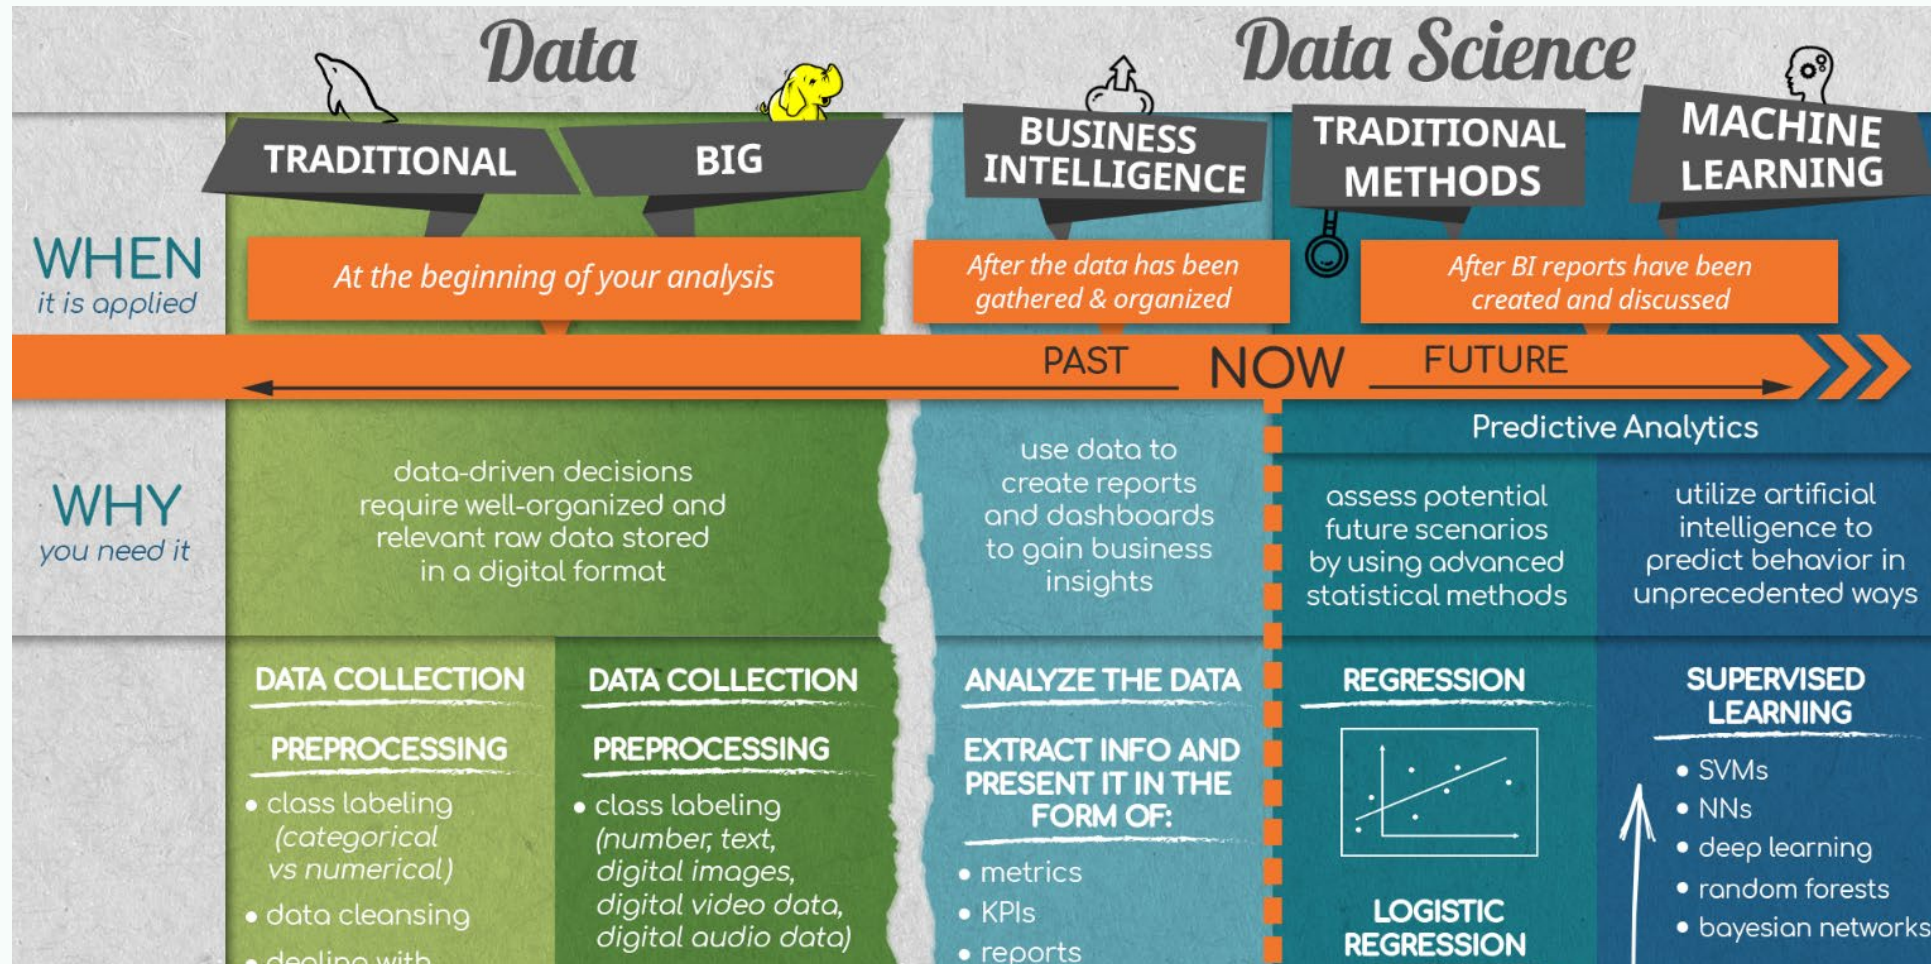 Data
Data Science
TRADITIONAL
BIG
BUSINESS
INTELLIGENCE
TRADITIONAL
METHODS
MACHINE
LEARNING
WHEN
it is applied
At the beginning of your analysis
After the data has been
gathered & organized
After BI reports have been
created and discussed
PAST
NOW
FUTURE
Predictive Analytics
WHY
you need it
data-driven decisions
require well-organized and
relevant raw data stored
in a digital format
use data to
create reports
and dashboards
to gain business
insights
assess potential
future scenarios
by using advanced
statistical methods
utilize artificial
intelligence to
predict behavior in
unprecedented ways
DATA COLLECTION
PREPROCESSING
• class labeling
(categorical
vs numerical)
• data cleansing
• dealing with
DATA COLLECTION
PREPROCESSING
• class labeling
(number, text,
digital images,
digital video data,
digital audio data)
ANALYZE THE DATA
EXTRACT INFO AND
PRESENT IT IN THE
FORM OF:
• metrics
• KPIs
• reports
REGRESSION
LOGISTIC
REGRESSION
SUPERVISED
LEARNING
• SVMs
• NNs
• deep learning
• random forests
• bayesian networks